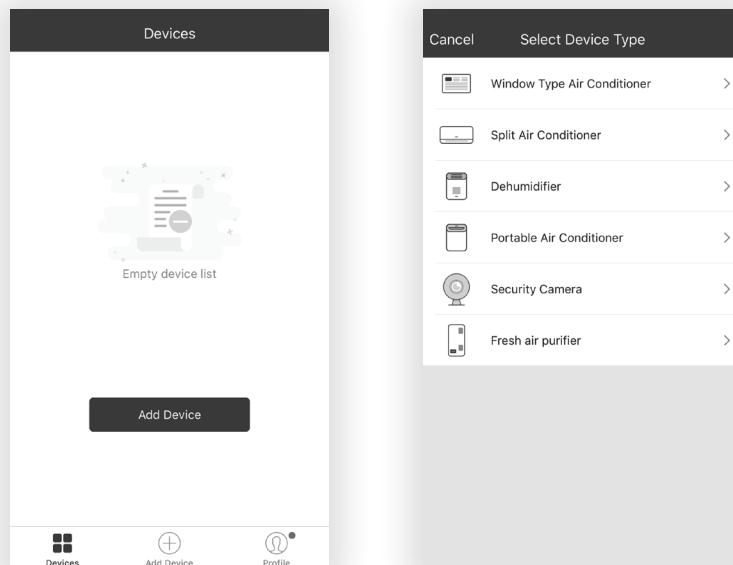 Devices
Empty device list
Add Device
Devices
Add Device
Profile
Cancel
Select Device Type
Window Type Air Conditioner
Split Air Conditioner
Dehumidifier
Portable Air Conditioner
Security Camera
Fresh air purifier